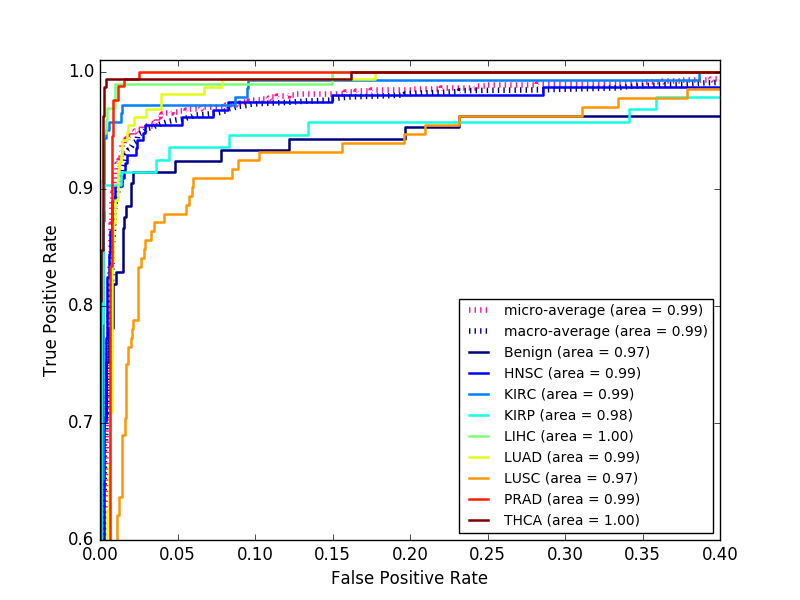 1.0
0.9
0.8
0.7
0.6
True Positive Rate
micro-average (area = 0.99)
macro-average (area = 0.99)
Benign (area = 0.97)
HNSC (area = 0.99)
KIRC (area = 0.99)
KIRP (area = 0.98)
LIHC (area = 1.00)
LUAD (area = 0.99)
LUSC (area = 0.97)
PRAD (area = 0.99)
THCA (area = 1.00)
0.00 0.05 0.10 0.15 0.20 0.25 0.30 0.35 0.40
False Positive Rate